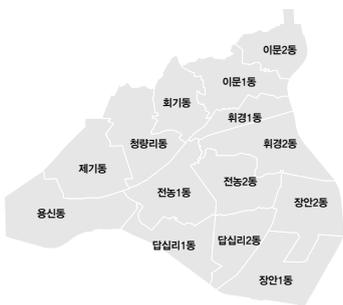 이문2동
이문1동
회기동
휘경1동
휘경2동
청량리동
제기동
전농2동
전농1동
장안2동
용신동
답십리2동
답십리1동
장안1동